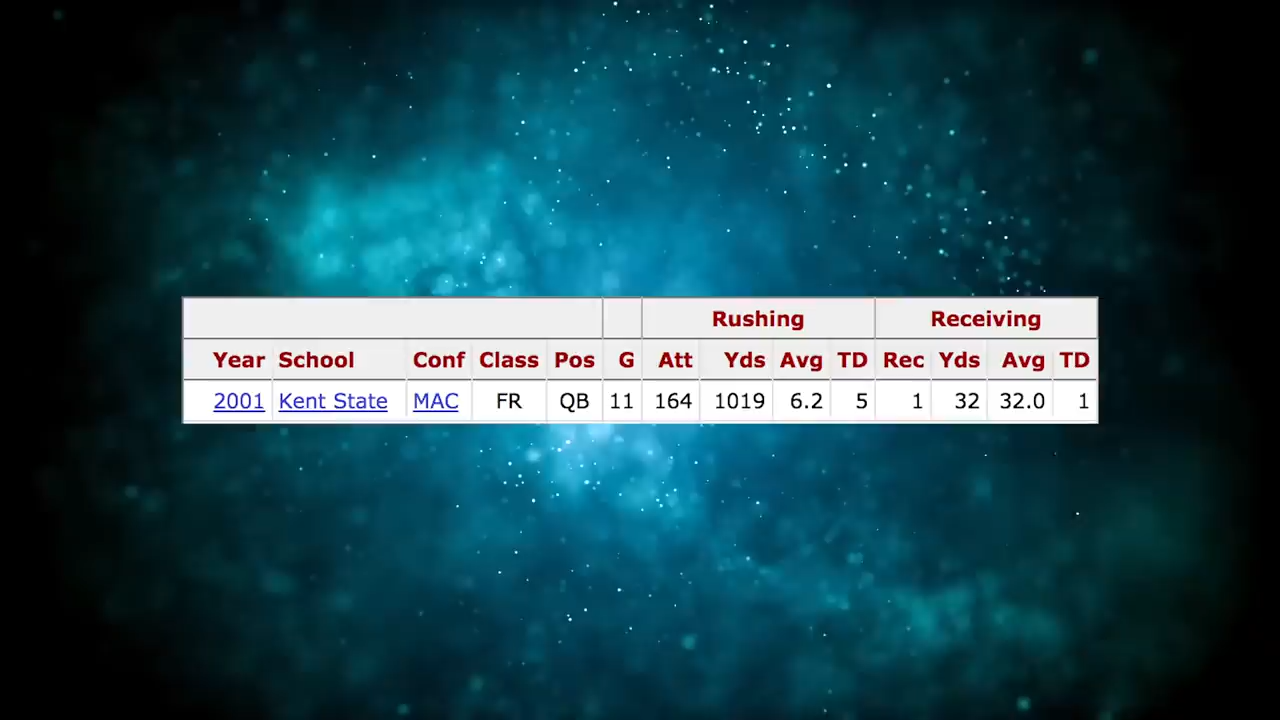 Rushing Receiving
Year School Conf Class Pos G Att Yds Avg TD Rec Yds Avg TD
2001 Kent State MAC FR QB 11 164 1019 6.2 5 1 32 32.0 1